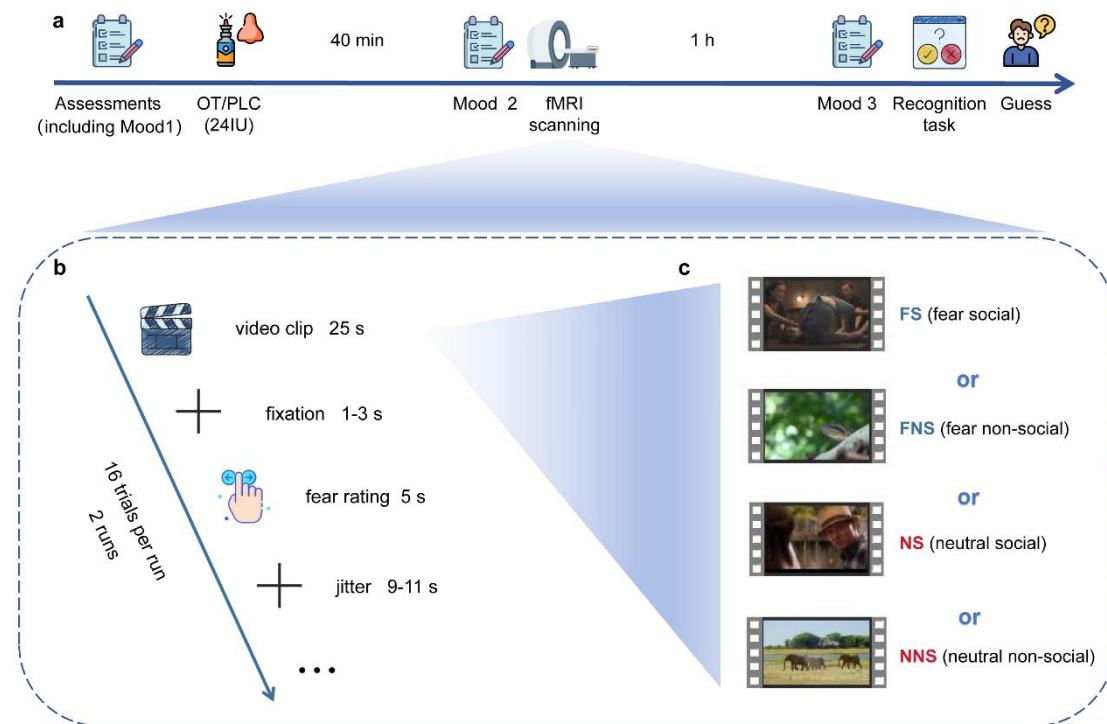 a
40 min
1 h
?
?
Assessments
(including Mood1)
OT/PLC
(24IU)
Mood 2
fMRI
scanning
Mood 3
Recognition
task
Guess
b
video clip 25 s
fixation 1-3 s
fear rating 5 s
jitter 9-11 s
16 trials per run
2 runs
...
c
FS (fear social)
or
FNS (fear non-social)
or
NS (neutral social)
or
NNS (neutral non-social)